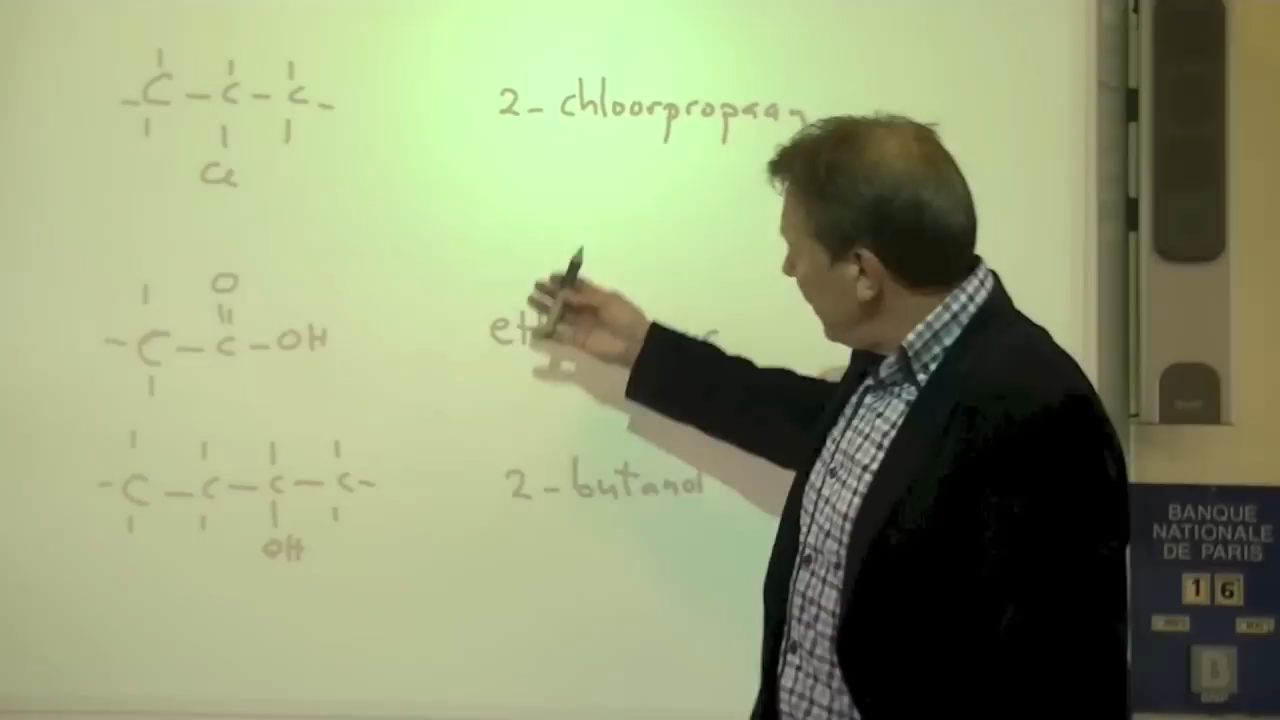 C - C - C
Cl
2 - chloorpropaan
O
C - C - OH
C - C - C - C
OH
2 - butanol
BANQUE
NATIONALE
DE PARIS
16
B